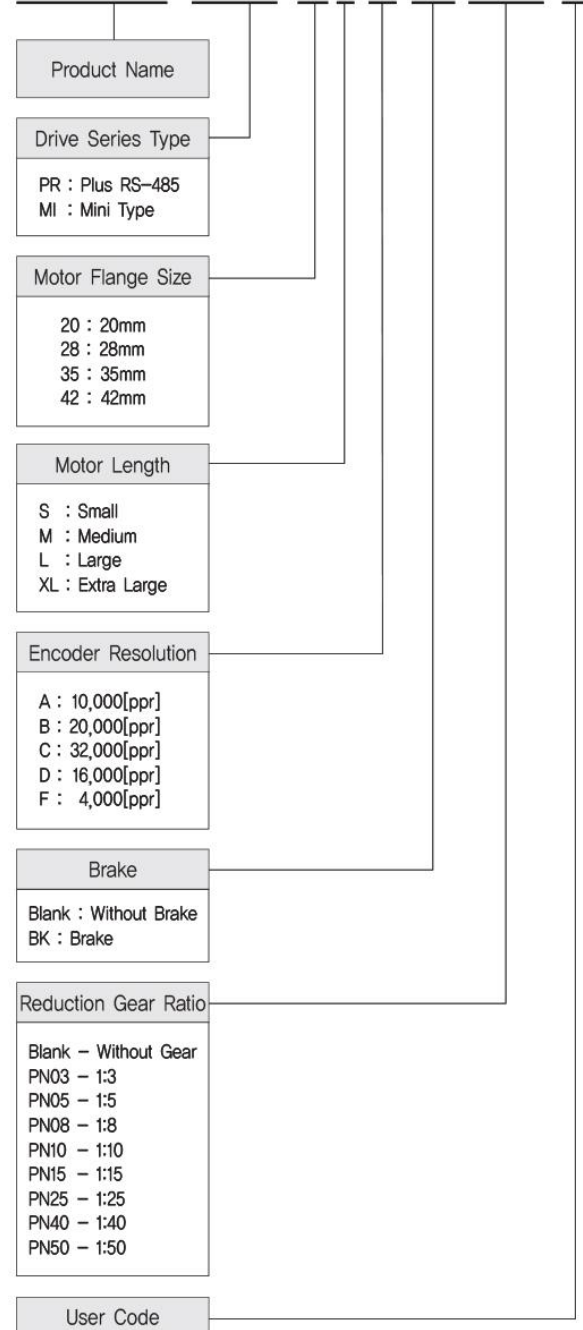 Product Name
Drive Series Type
PR : Plus RS-485
MI : Mini Type
Motor Flange Size
20 : 20mm
28 : 28mm
35 : 35mm
42 : 42mm
Motor Length
S : Small
M : Medium
L : Large
XL : Extra Large
Encoder Resolution
A : 10,000[ppr]
B : 20,000[ppr]
C : 32,000[ppr]
D : 16,000[ppr]
F : 4,000[ppr]
Brake
Blank : Without Brake
BK : Brake
Reduction Gear Ratio
Blank - Without Gear
PN03 - 1:3
PN05 - 1:5
PN08 - 1:8
PN10 - 1:10
PN15 - 1:15
PN25 - 1:25
PN40 - 1:40
PN50 - 1:50
User Code